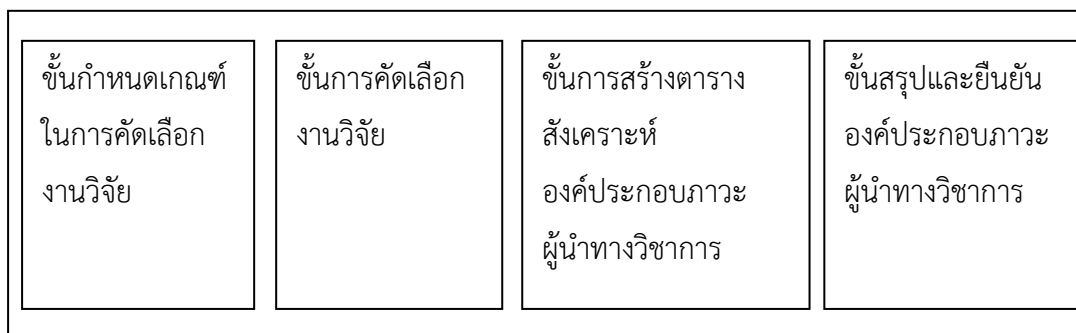 ขั้นกำหนดเกณฑ์
ในการคัดเลือก
งานวิจัย
ขั้นการคัดเลือก
งานวิจัย
ขั้นการสร้างตาราง
สังเคราะห์
องค์ประกอบภาวะ
ผู้นำทางวิชาการ
ขั้นสรุปและยืนยัน
องค์ประกอบภาวะ
ผู้นำทางวิชาการ